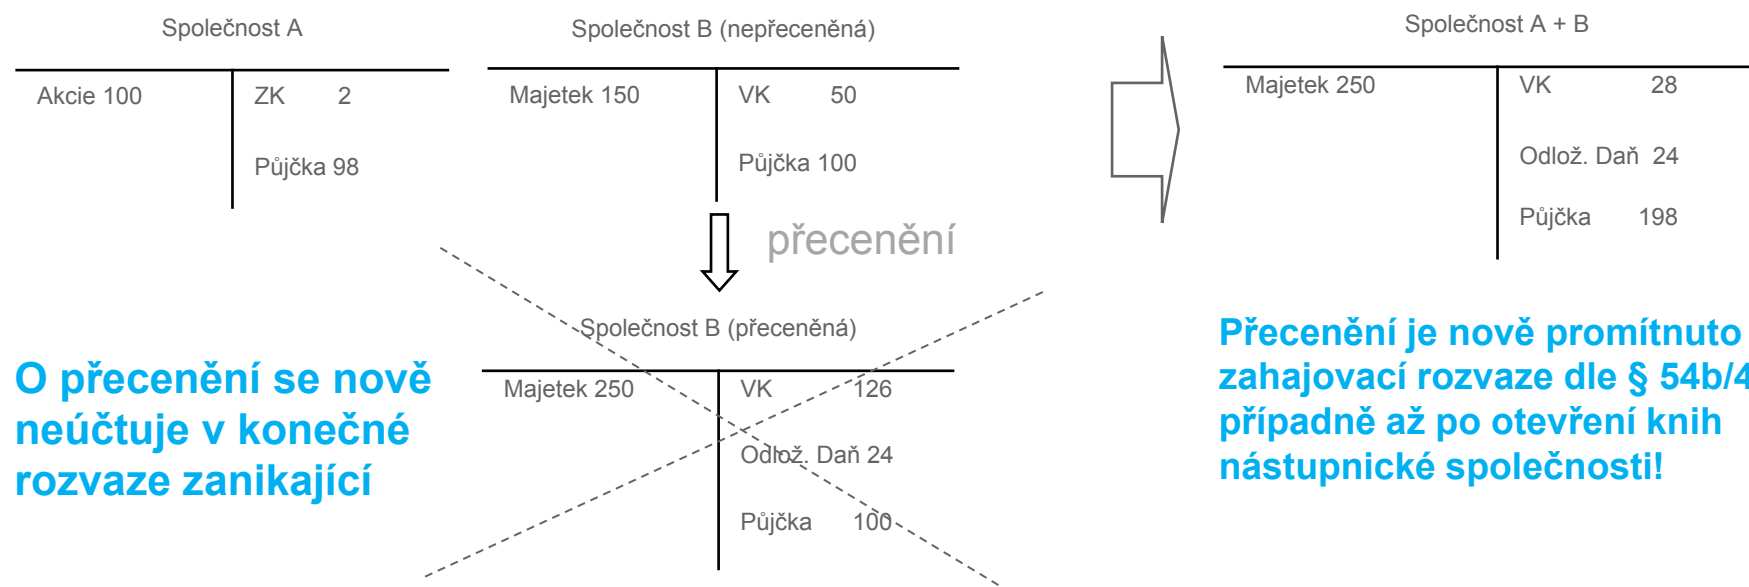 Společnost A
Akcie 100
ZK 2
Půjčka 98
Společnost B (nepřeceněná)
Majetek 150
VK 50
Půjčka 100
přecenění
Společnost B (přeceněná)
Majetek 250
VK 126
Odlož. Daň 24
Půjčka 100
Společnost A + B
Majetek 250
VK 28
Odlož. Daň 24
Půjčka 198
O přecenění se nově
neúčtuje v konečné
rozvaze zanikající
Přecenění je nově promítnuto
zahajovací rozvaze dle § 54b/4
případně až po otevření knih
nástupnické společnosti!